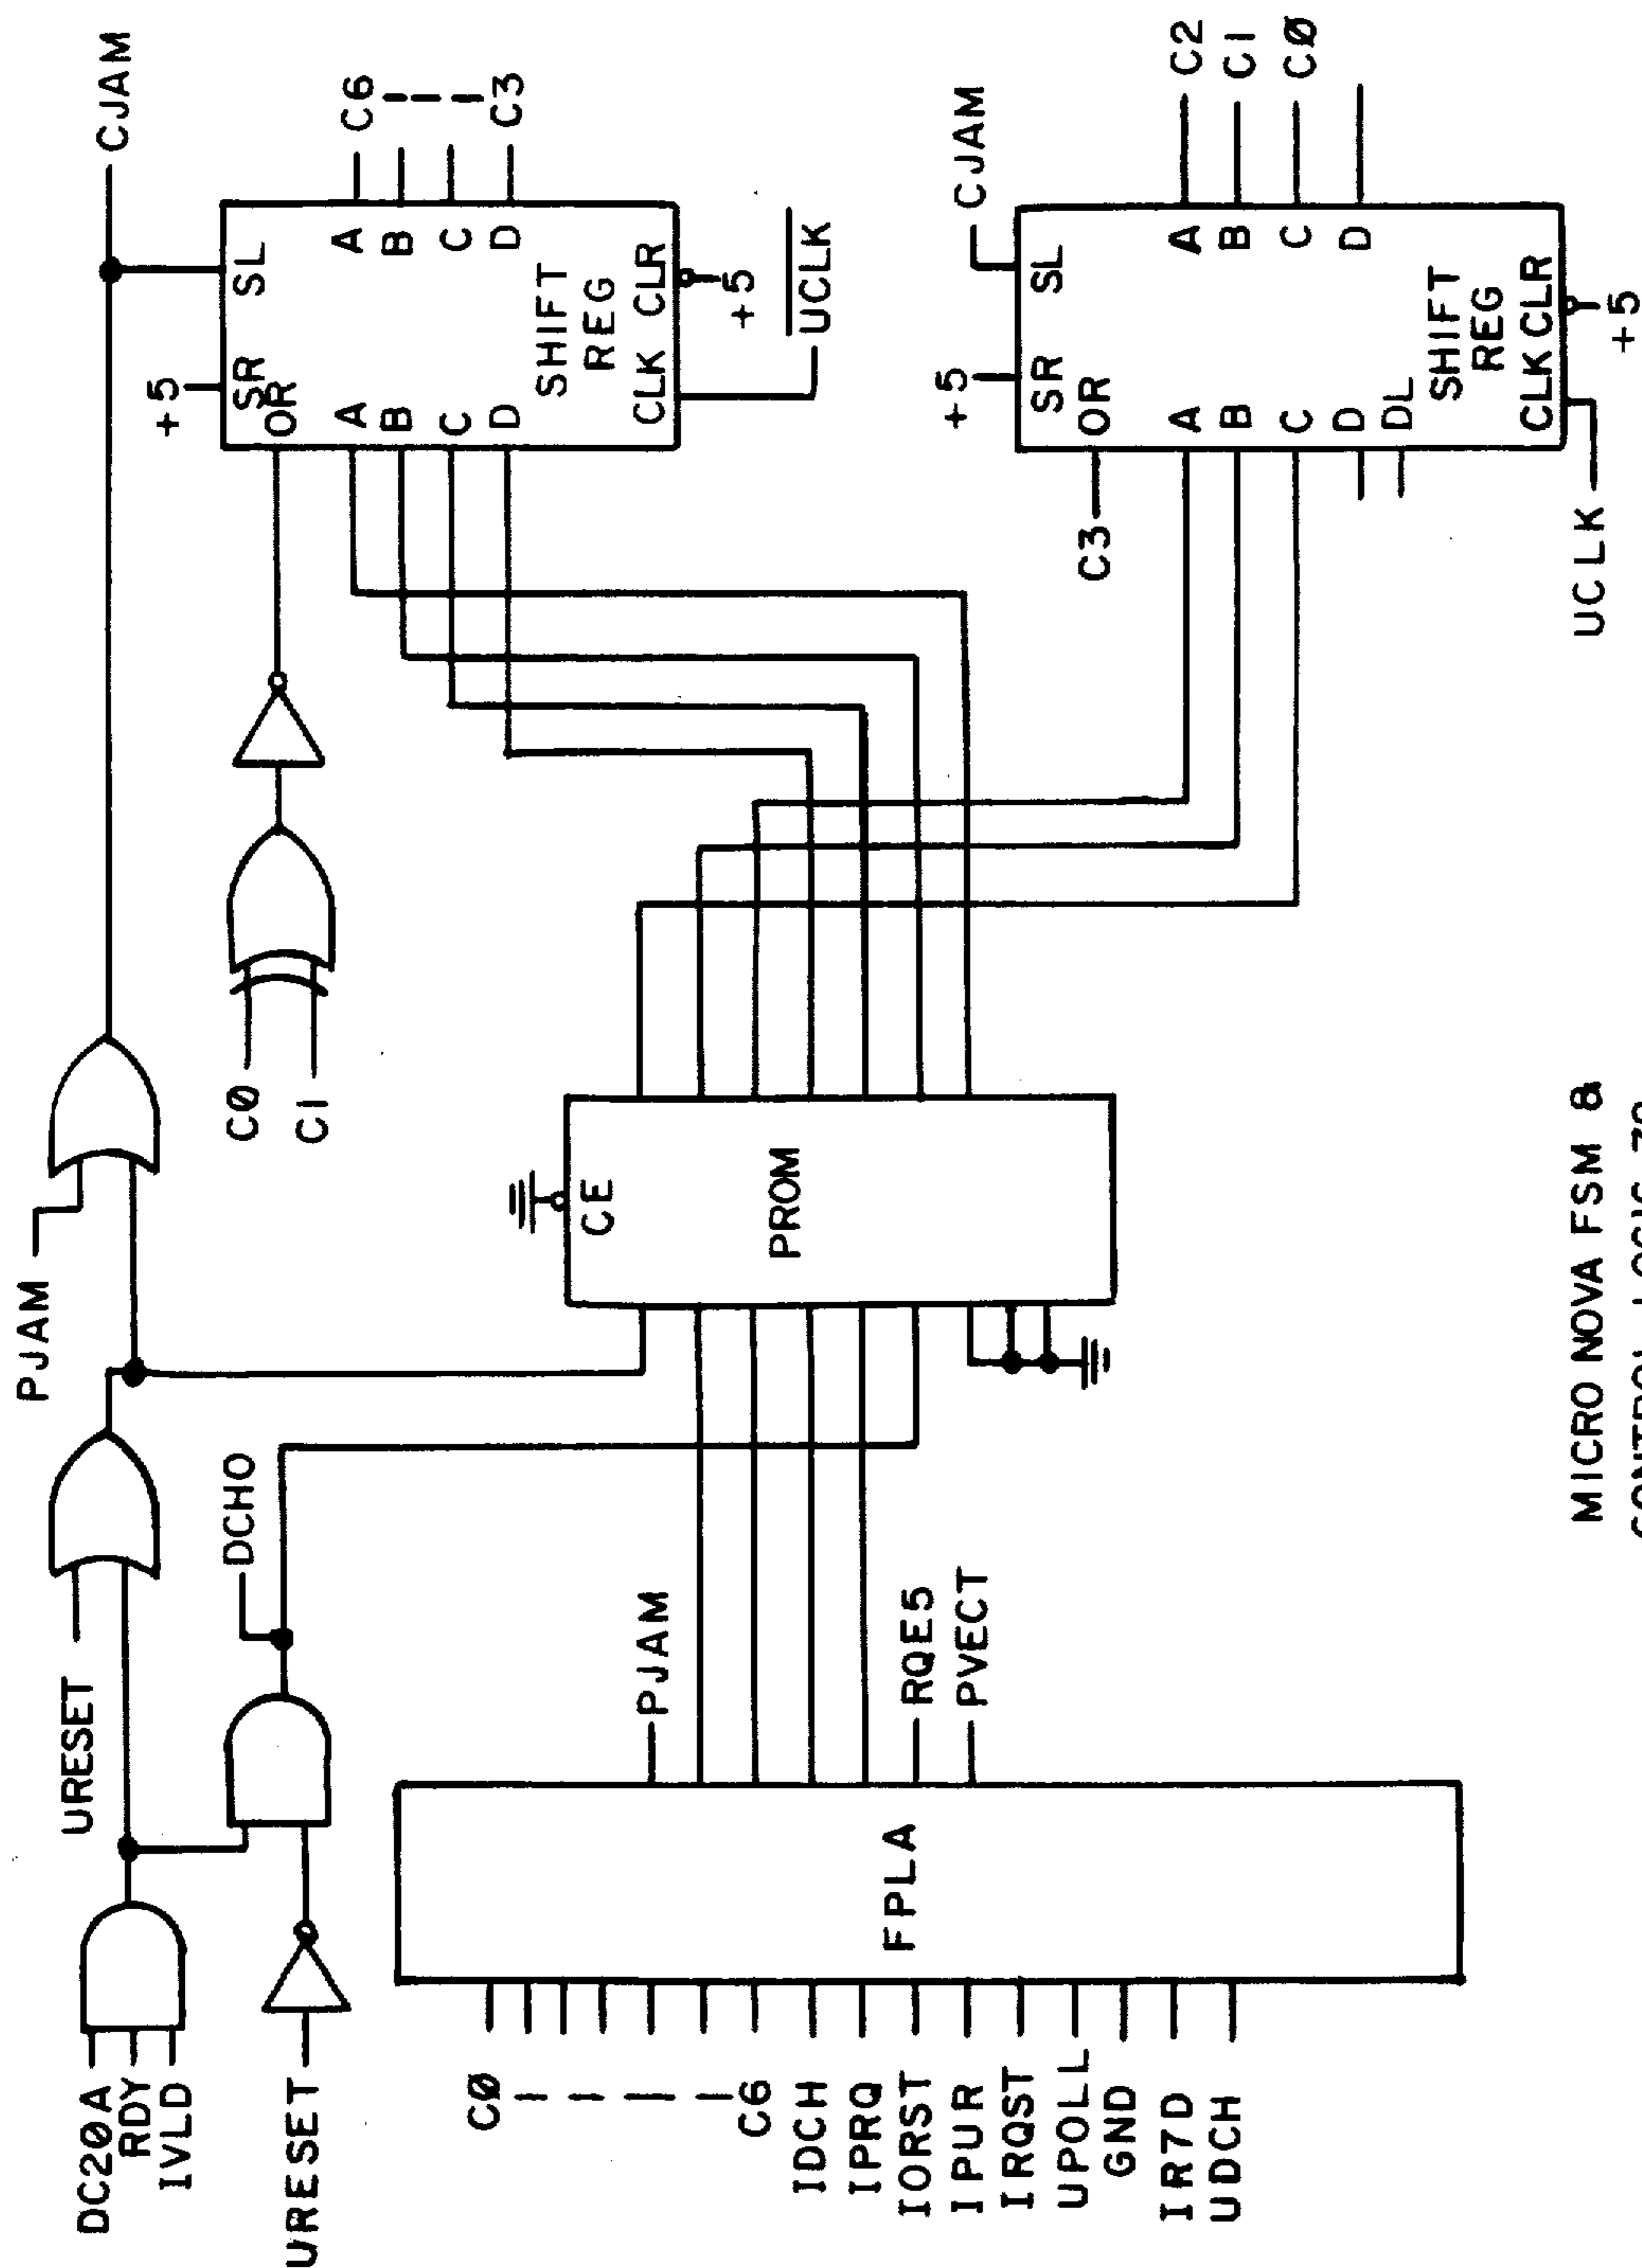 DC20A
RDY
IVLD
URESET
URESET
DCHO
PJAM
CJAM
CØ
C1
CØ
C6
IDCH
IPRQ
IORST
IPUR
IRQST
UPOLL
GND
IR7D
UDCH
FPLA
PJAM
RQE5
PVECT
CE
PROM
+5
SR SL
OR
A A
B B
C C
D D
SHIFT
REG
CLK CLR
+5
UCLK
C6
C3
+5
CJAM
SR SL
C3
OR
A A
B B
C C
D D
DL
SHIFT
REG
CLK CLR
+5
UCLK
C2
C1
CØ
MICRO NOVA FSM &
CONTROL LOGIC